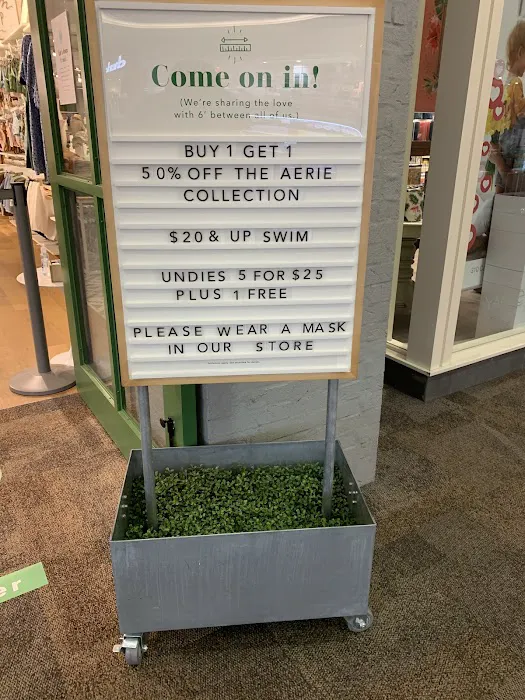 Come on in!
(We're sharing the love
with 6' between all of us.)
BUY 1 GET 1
50% OFF THE AERIE
COLLECTION
$20 & UP SWIM
UNDIES 5 FOR $25
PLUS 1 FREE
PLEASE WEAR A MASK
IN OUR STORE
er